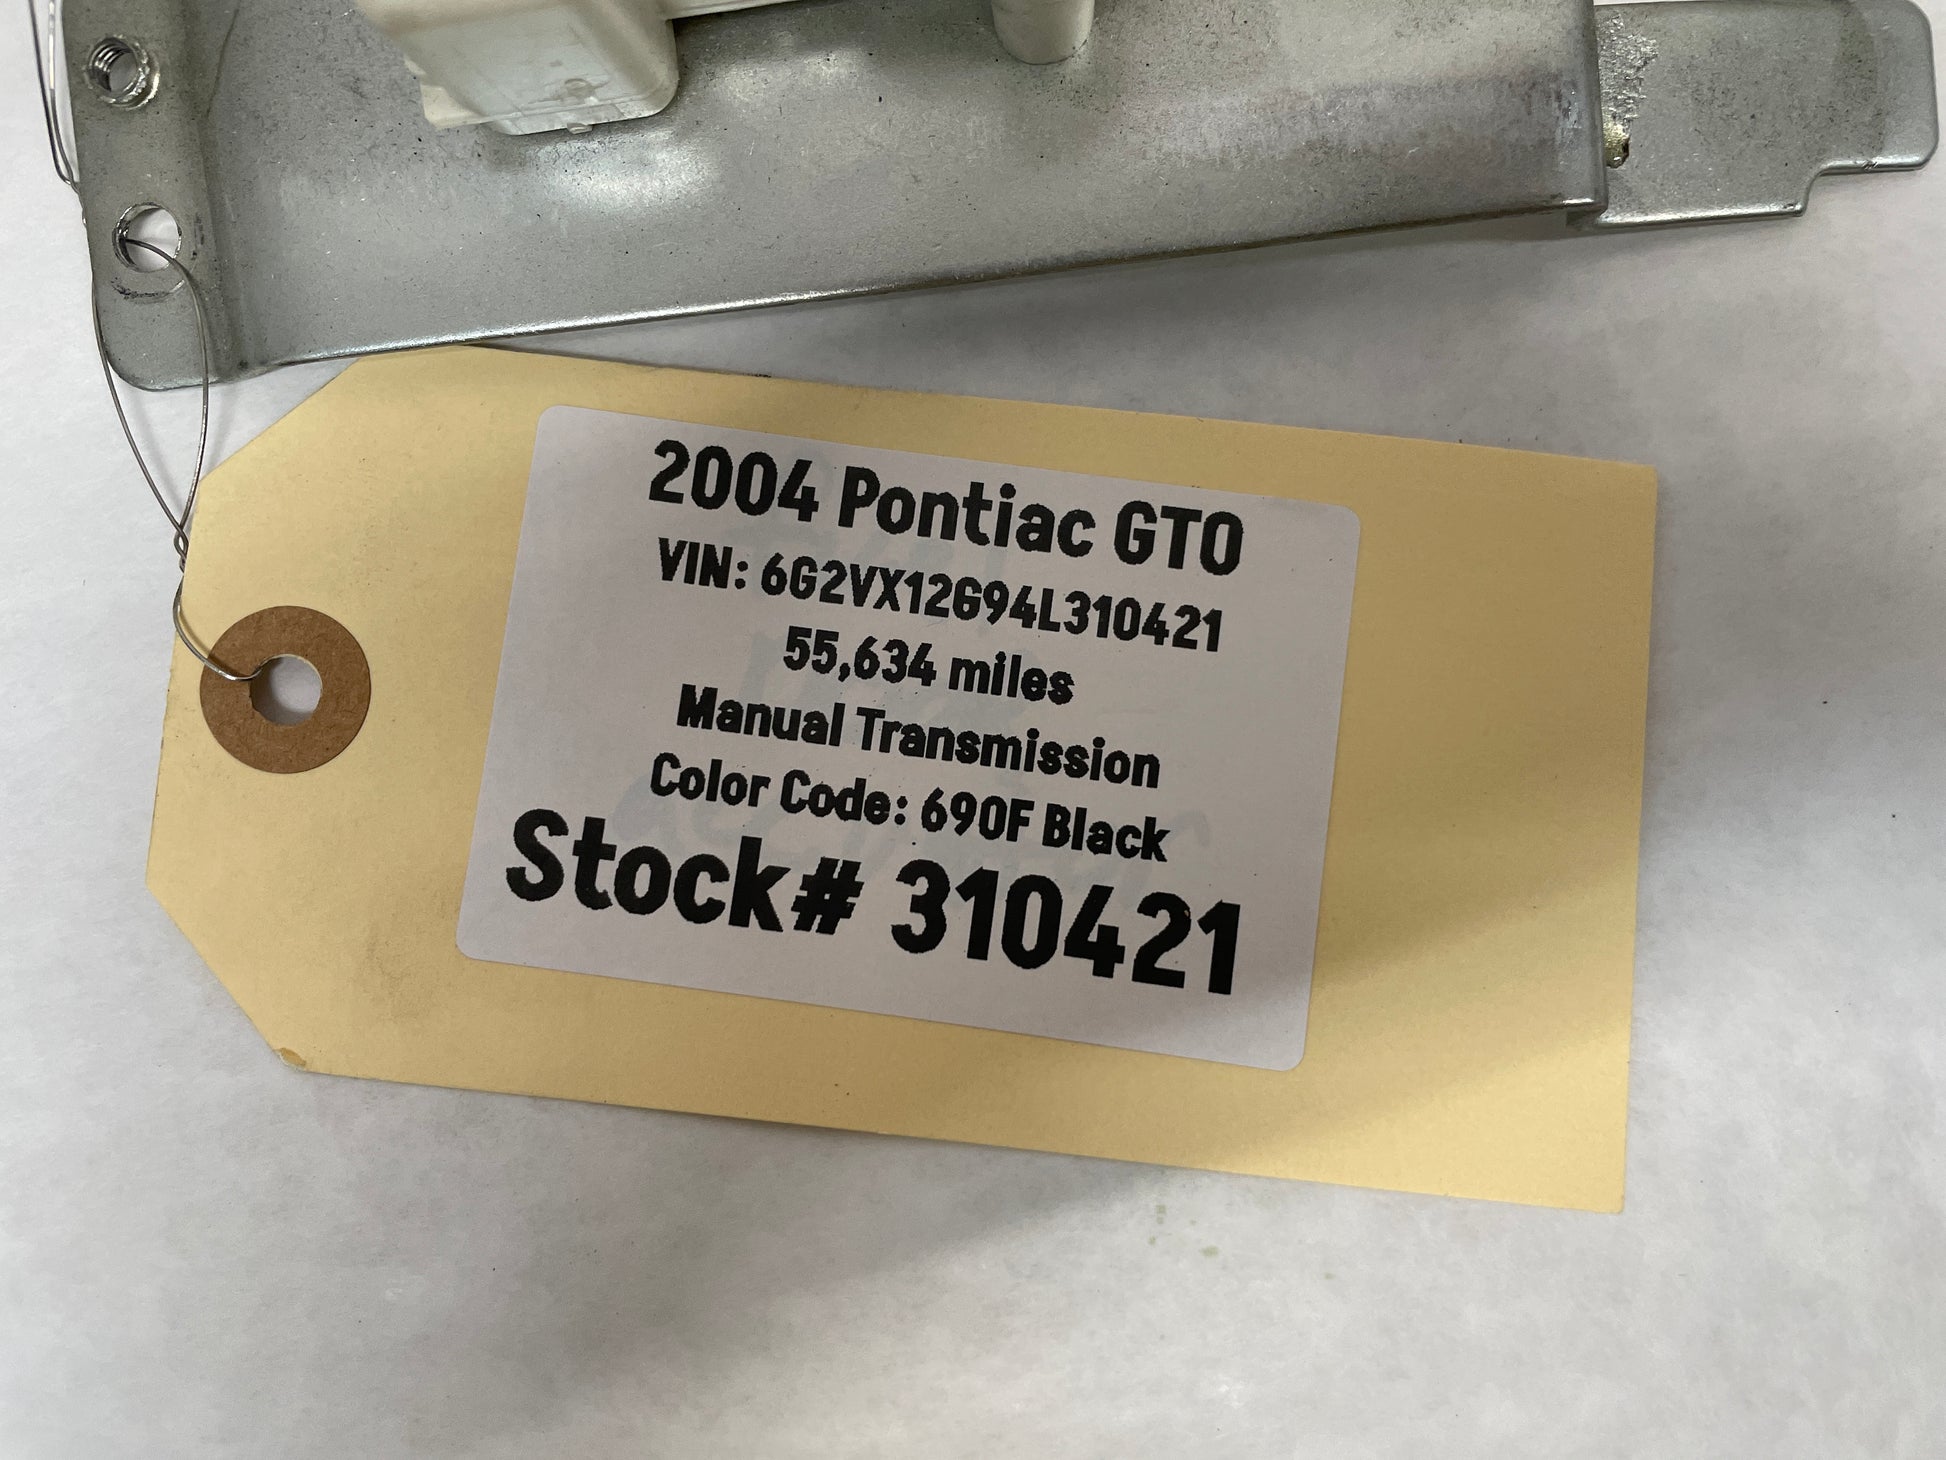 2004 Pontiac GTO
VIN: 6G2VX12G94L310421
55,634 miles
Manual Transmission
Color Code: 690F Black
Stock# 310421